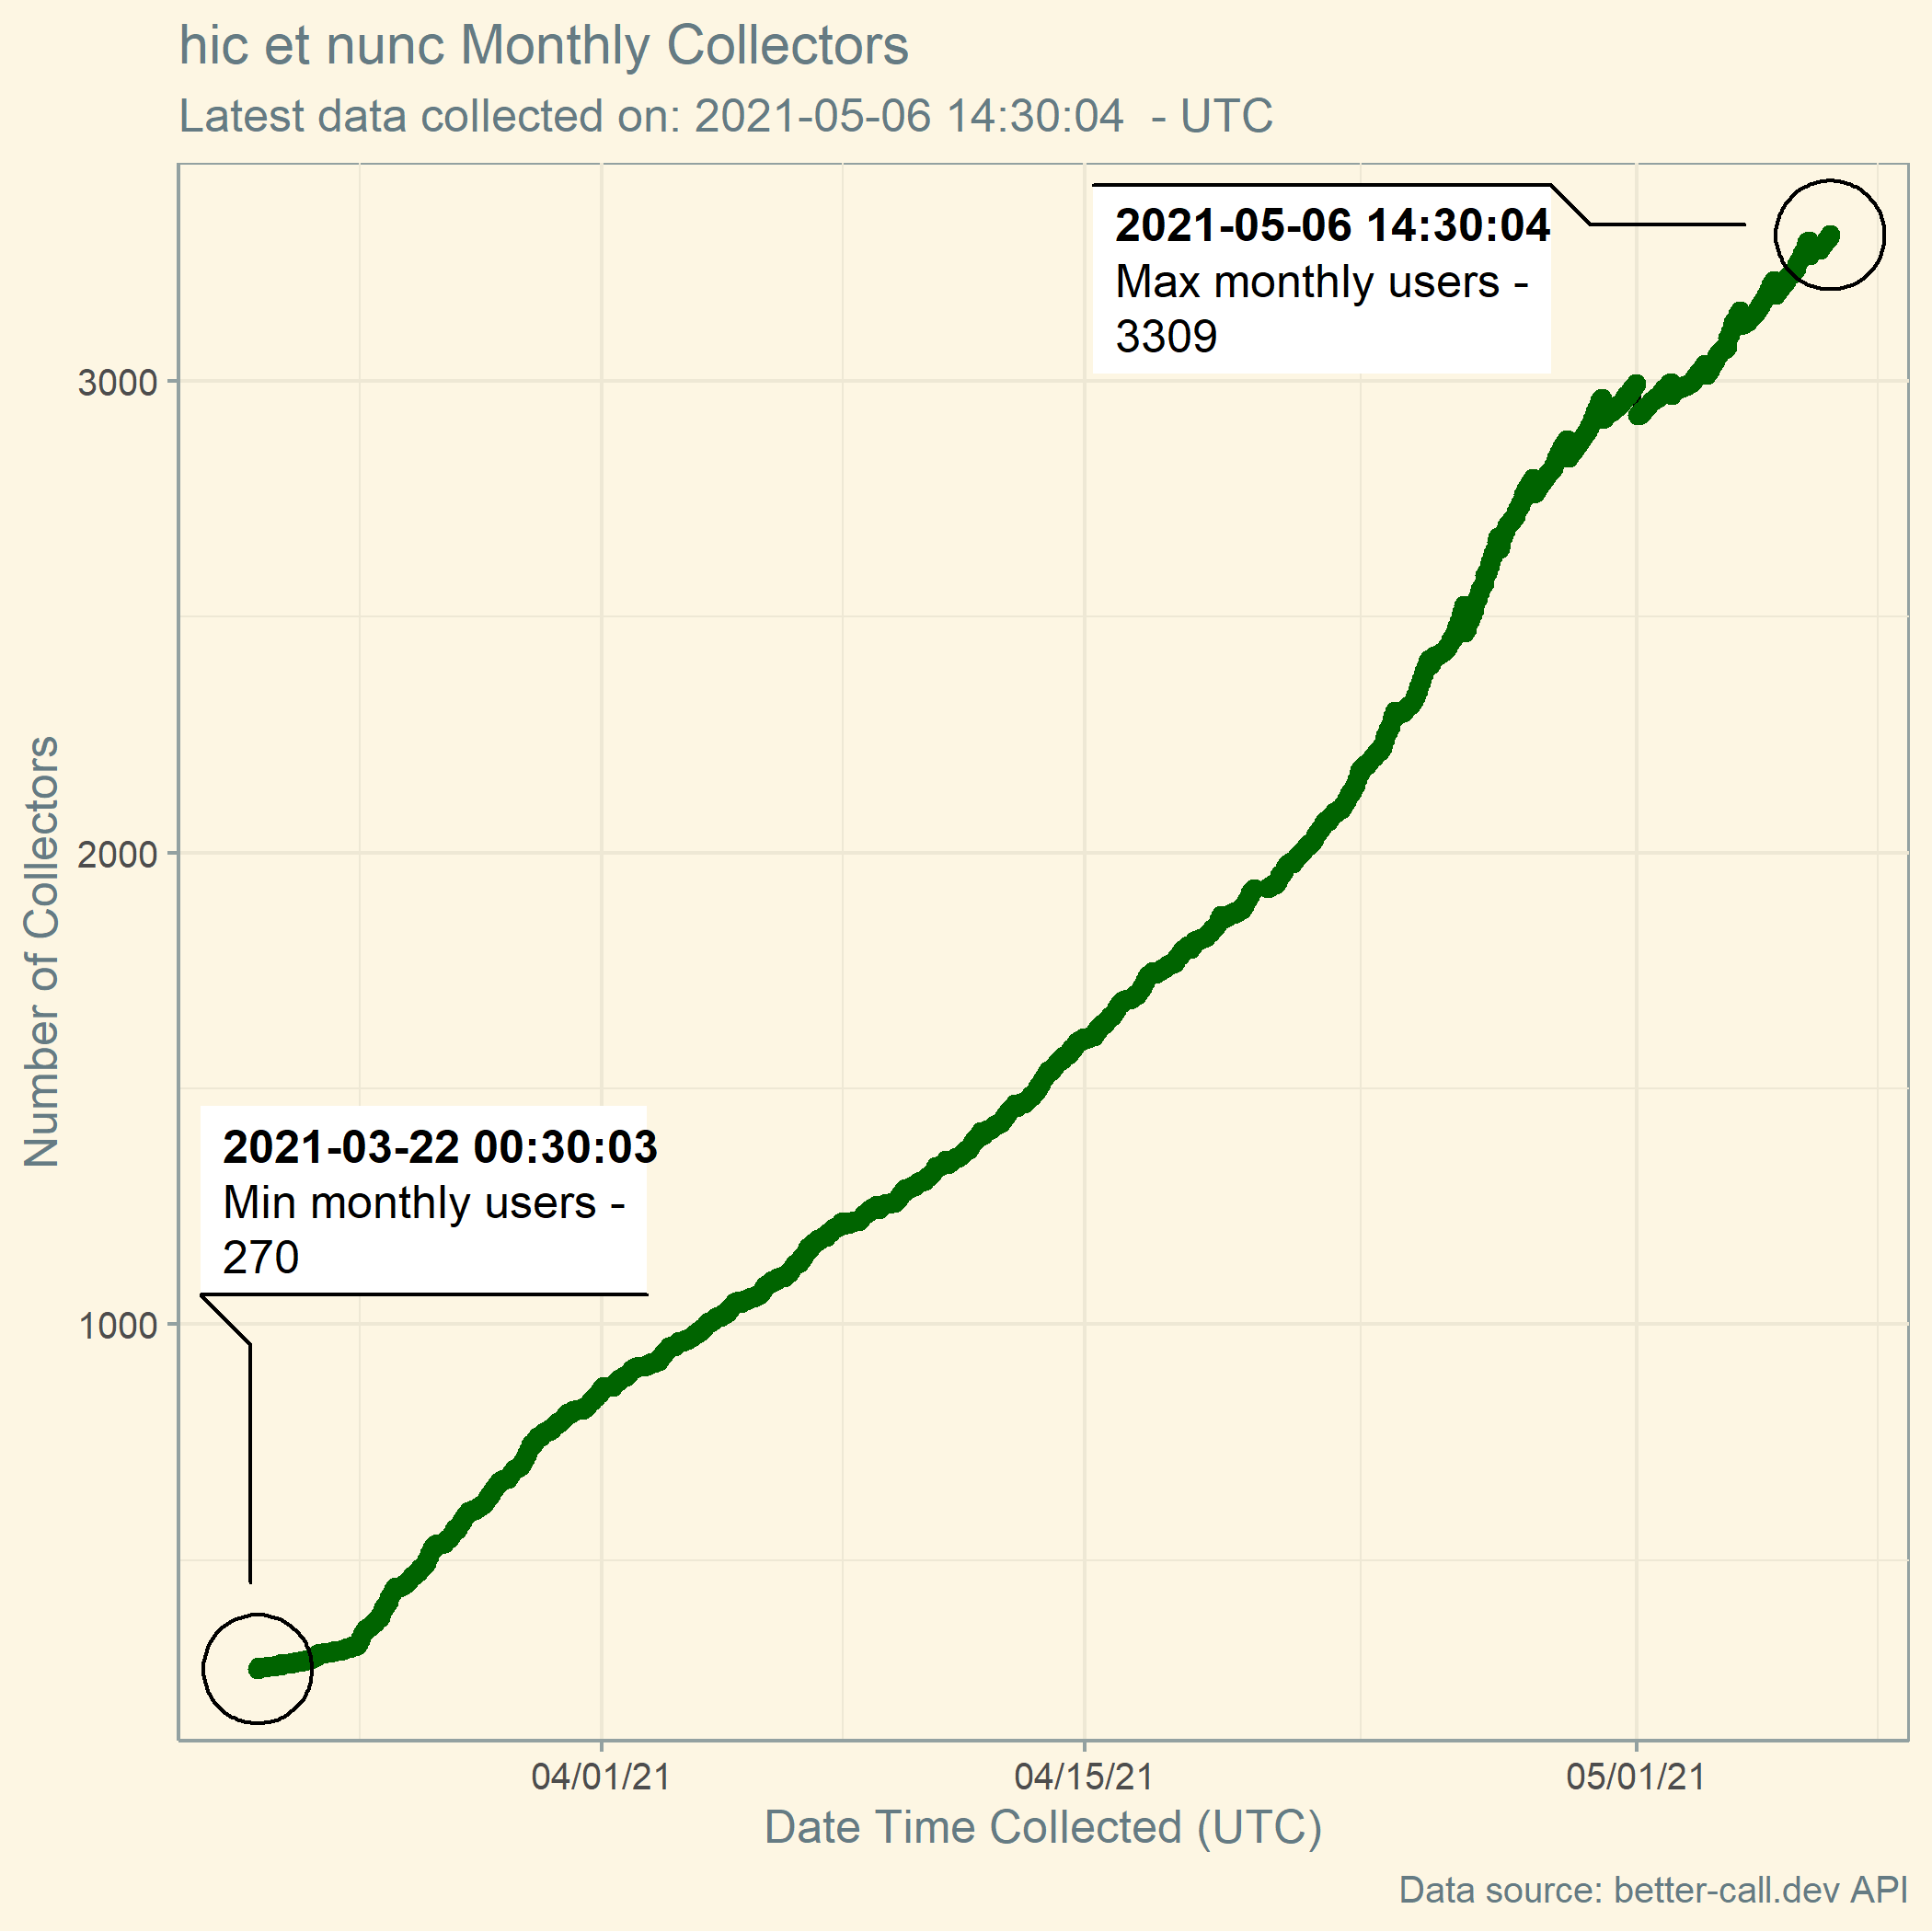 hic et nunc Monthly Collectors
Latest data collected on: 2021-05-06 14:30:04 - UTC
2021-05-06 14:30:04
Max monthly users -
3309
3000
2000
1000
Number of Collectors
2021-03-22 00:30:03
Min monthly users -
270
04/01/21
04/15/21
05/01/21
Date Time Collected (UTC)
Data source: better-call.dev API